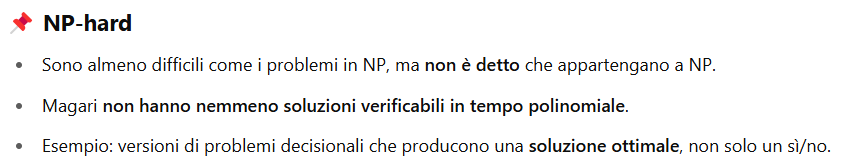 📌 NP-hard
• Sono almeno difficili come i problemi in NP, ma non è detto che appartengano a NP.
• Magari non hanno nemmeno soluzioni verificabili in tempo polinomiale.
• Esempio: versioni di problemi decisionali che producono una soluzione ottimale, non solo un sì/no.